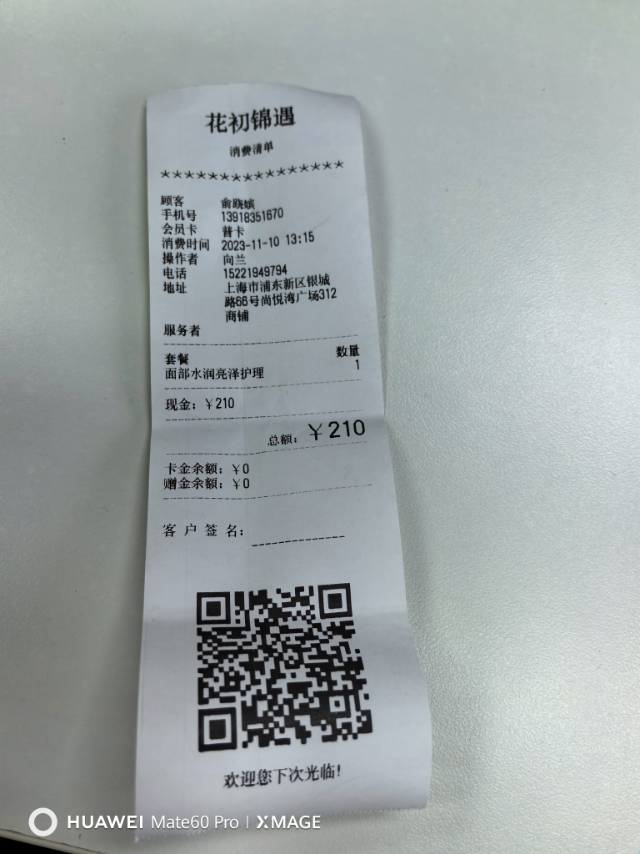 花初锦遇
消费清单
***************
顾客 俞晓嫔
手机号 13918351670
会员卡 普卡
消费时间 2023-11-10 13:15
操作者 向兰
电话 15221949794
地址 上海市浦东新区银城
路66号尚悦湾广场312
商铺
服务者
套餐 数量
面部水润亮泽护理 1
现金：￥210
总额：￥210
卡金余额：￥0
赠金余额：￥0
客 户 签 名：
欢迎您下次光临!
HUAWEI Mate60 Pro | XMAGE